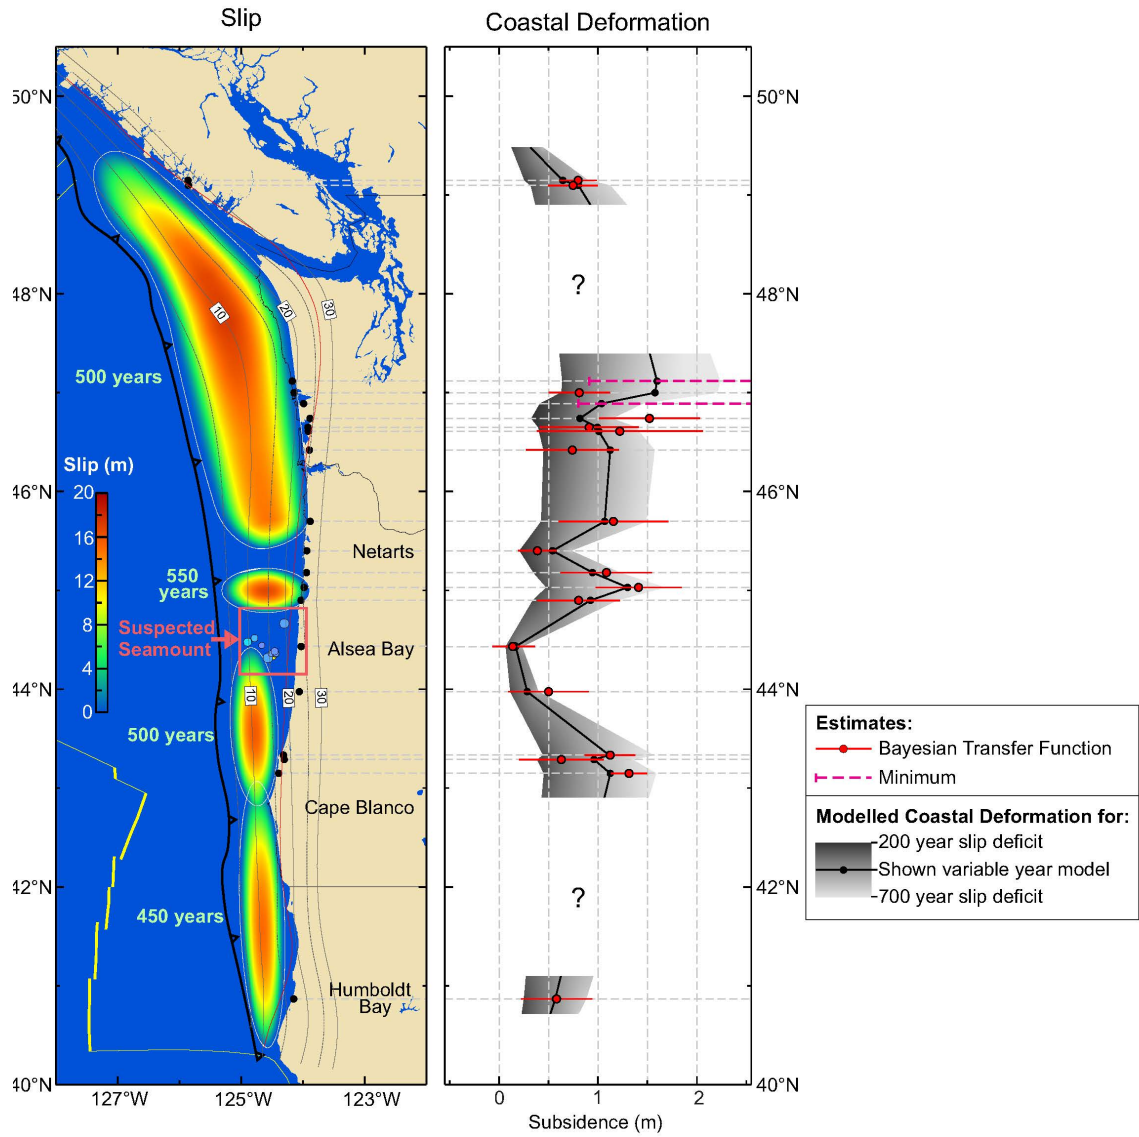 Slip
Coastal Deformation
50°N
48°N
46°N
44°N
42°N
40°N
127°W
125°W
123°W
500 years
Slip (m)
20
16
12
8
4
0
550
years
Suspected
Seamount
500 years
450 years
10
20
30
10
20
30
Netarts
Alsea Bay
Cape Blanco
Humboldt
Bay
?
?
0
1
2
Subsidence (m)
50°N
48°N
46°N
44°N
42°N
40°N
Estimates:
Bayesian Transfer Function
Minimum
Modelled Coastal Deformation for:
200 year slip deficit
Shown variable year model
700 year slip deficit